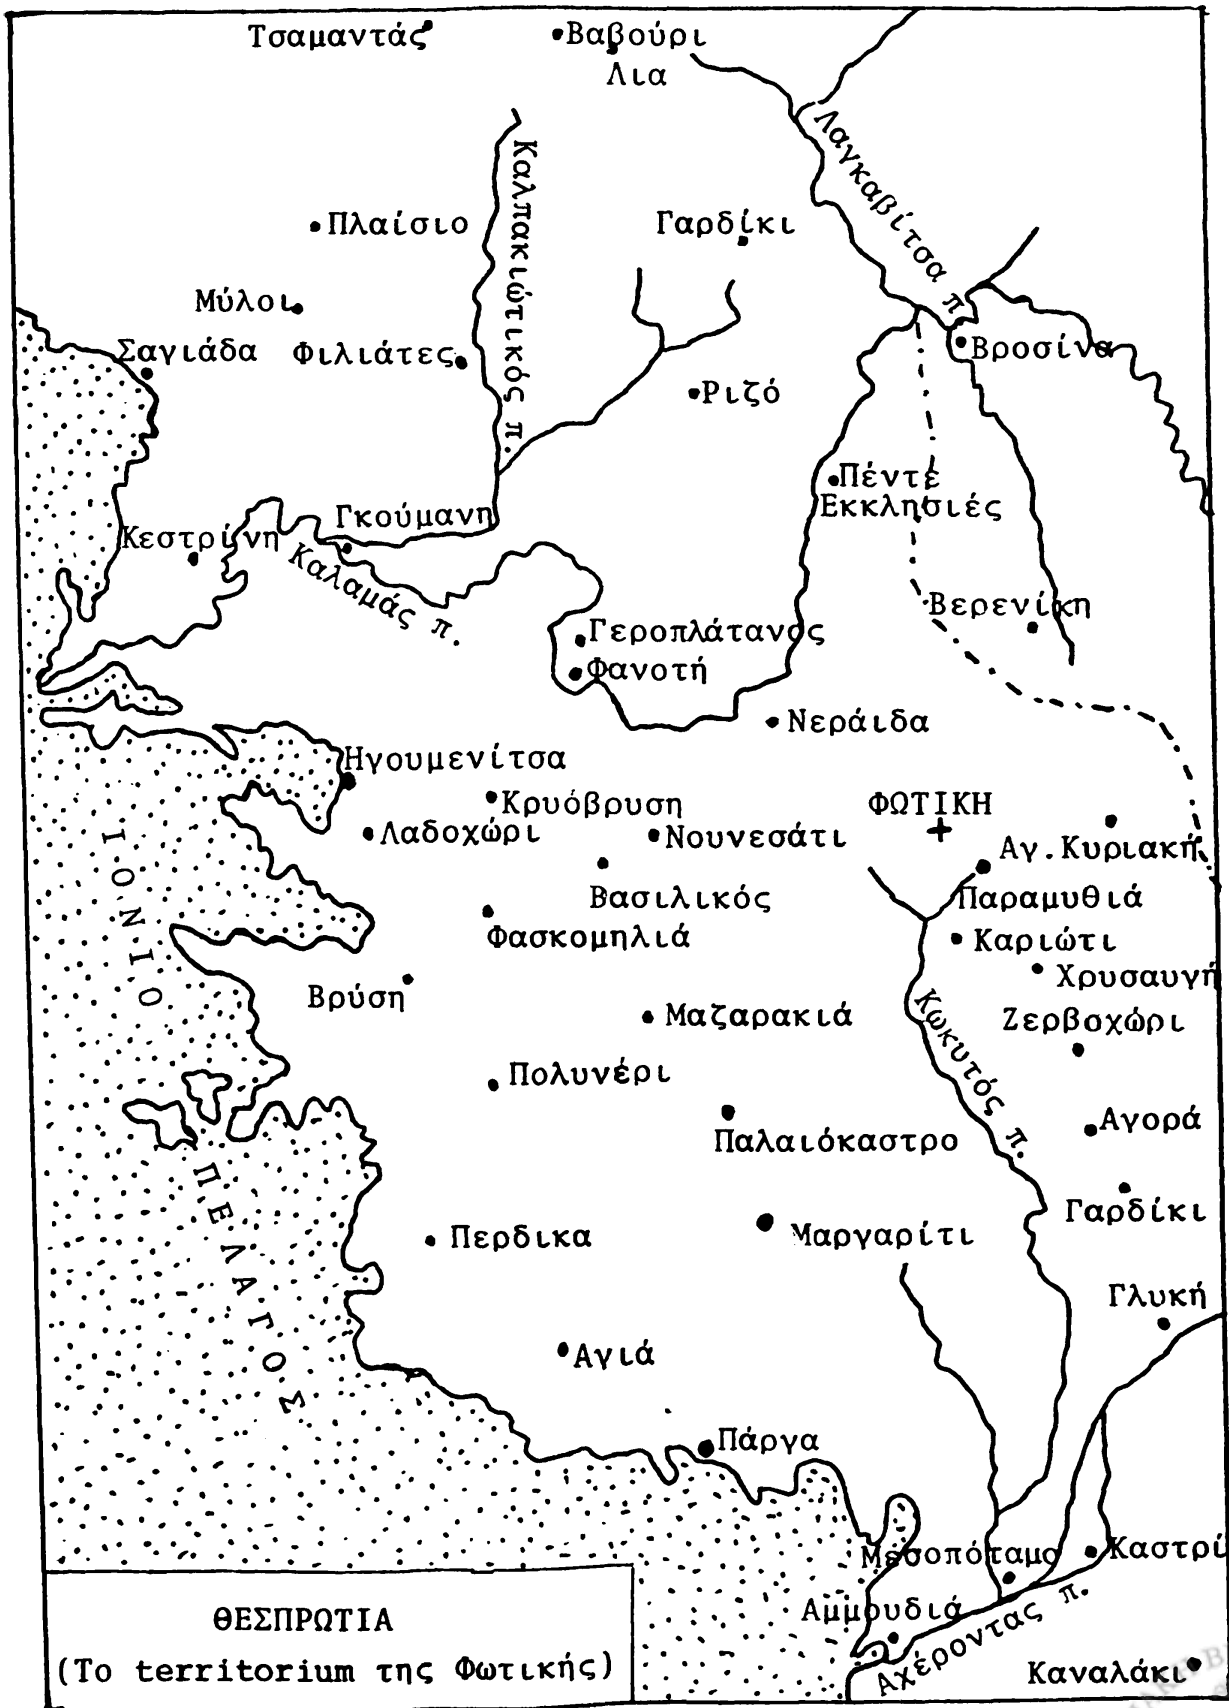 Τσαμαντάς
Βαβούρι
Λια
Λαγκαβίτσα π.
Καλπακιώτικός π.
Πλαίσιο
Γαρδίκι
Μύλοι
Σαγιάδα
Φιλιάτες
Βροσίνα
Ριζό
Πέντε
Εκκλησιές
Γκούμανη
Κεστρίνη
Καλαμάς π.
Βερενίκη
Γεροπλάτανος
Φανοτή
Νεράιδα
Ηγουμενίτσα
Κρυόβρυση
ΦΩΤΙΚΗ
Λαδοχώρι
Νουνεσάτι
Αγ.Κυριακή
Βασιλικός
Παραμυθιά
Φασκομηλιά
Καριώτι
Χρυσαυγή
Βρύση
Μαζαρακιά
Κωκυτός π.
Ζερβοχώρι
Πολυνέρι
Παλαιόκαστρο
Αγορά
Γαρδίκι
ΙΟΝΙΟ
ΠΕΛΑΓΟΣ
Περδικα
Μαργαρίτι
Γλυκή
Αγιά
Πάργα
Μεσοπόταμο
Καστρί
Αμμουδιά
Αχέροντας π.
Καναλάκι
ΘΕΣΠΡΩΤΙΑ
(Το territorium της Φωτικής)